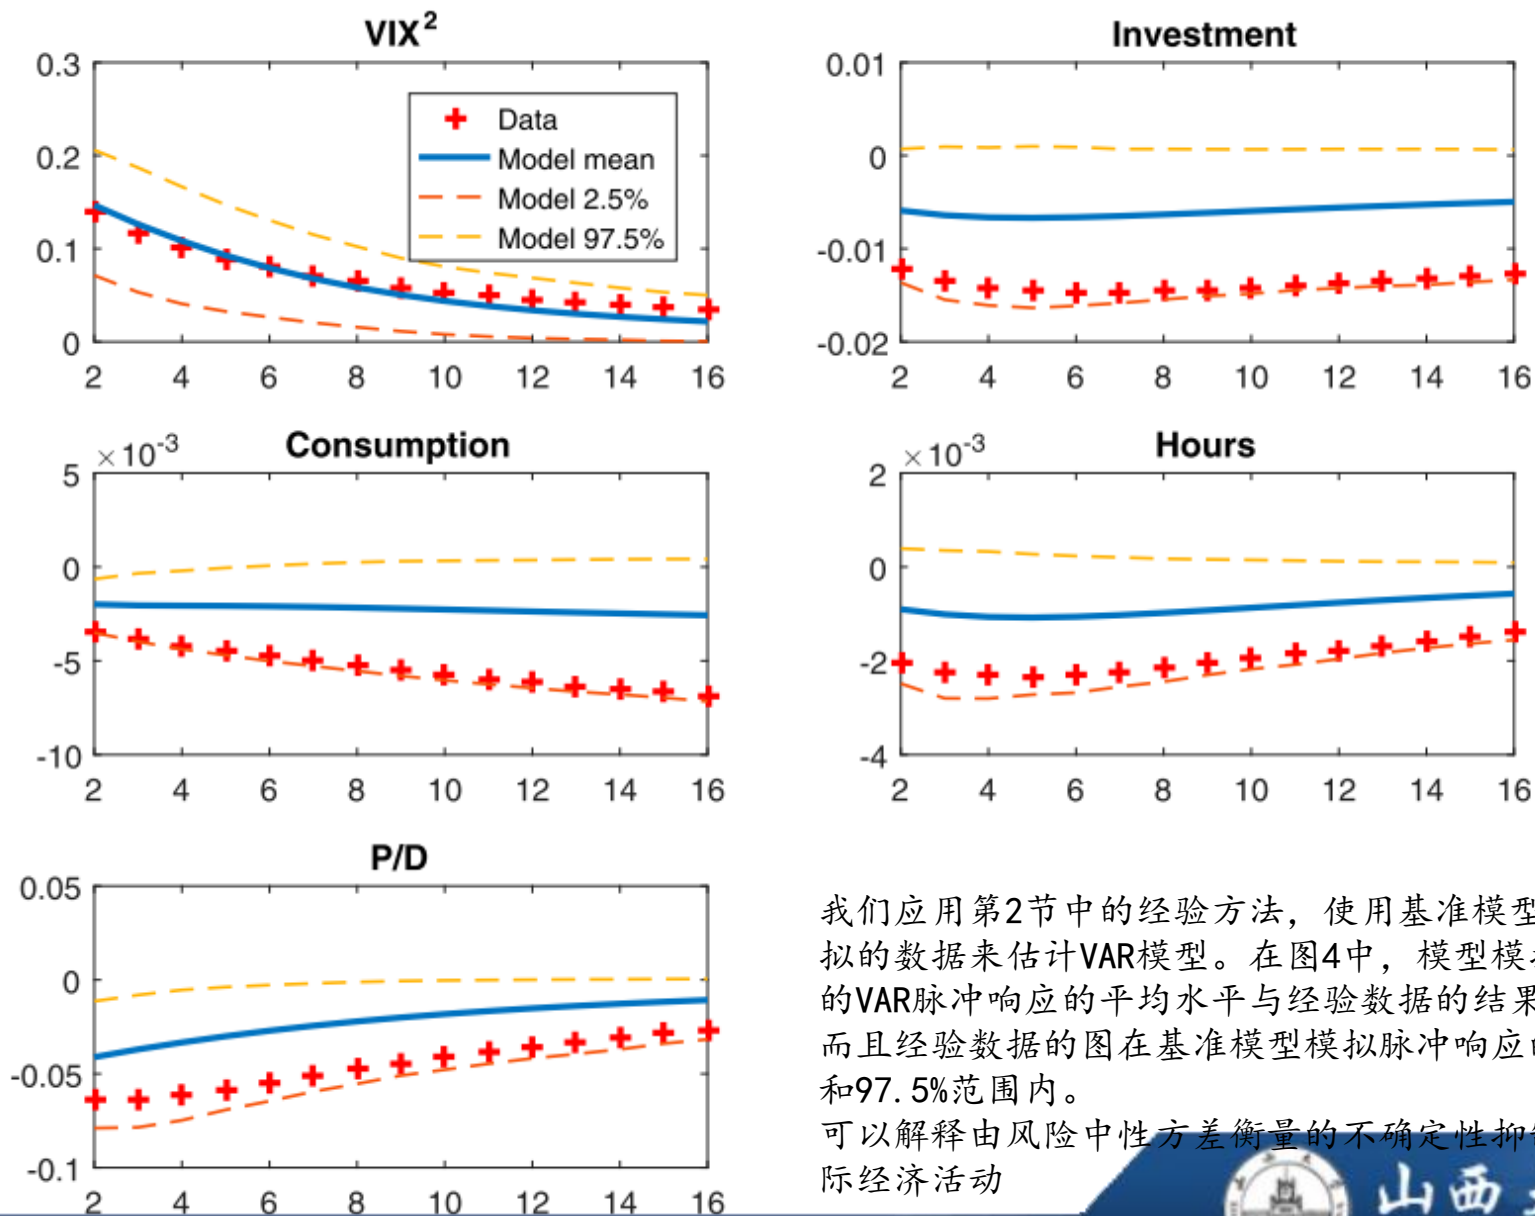 VIX²
0.3
0.2
0.1
0
2 4 6 8 10 12 14 16
Data
Model mean
Model 2.5%
Model 97.5%
Investment
0.01
0
-0.01
-0.02
2 4 6 8 10 12 14 16
×10⁻³
Consumption
5
0
-5
-10
2 4 6 8 10 12 14 16
×10⁻³
Hours
2
0
-2
-4
2 4 6 8 10 12 14 16
P/D
0.05
0
-0.05
-0.1
2 4 6 8 10 12 14 16
我们应用第2节中的经验方法，使用基准模型
拟的数据来估计VAR模型。在图4中，模型模
的VAR脉冲响应的平均水平与经验数据的结果
而且经验数据的图在基准模型模拟脉冲响应
和97.5%范围内。
可以解释由风险中性方差衡量的不确定性抑
际经济活动
山西